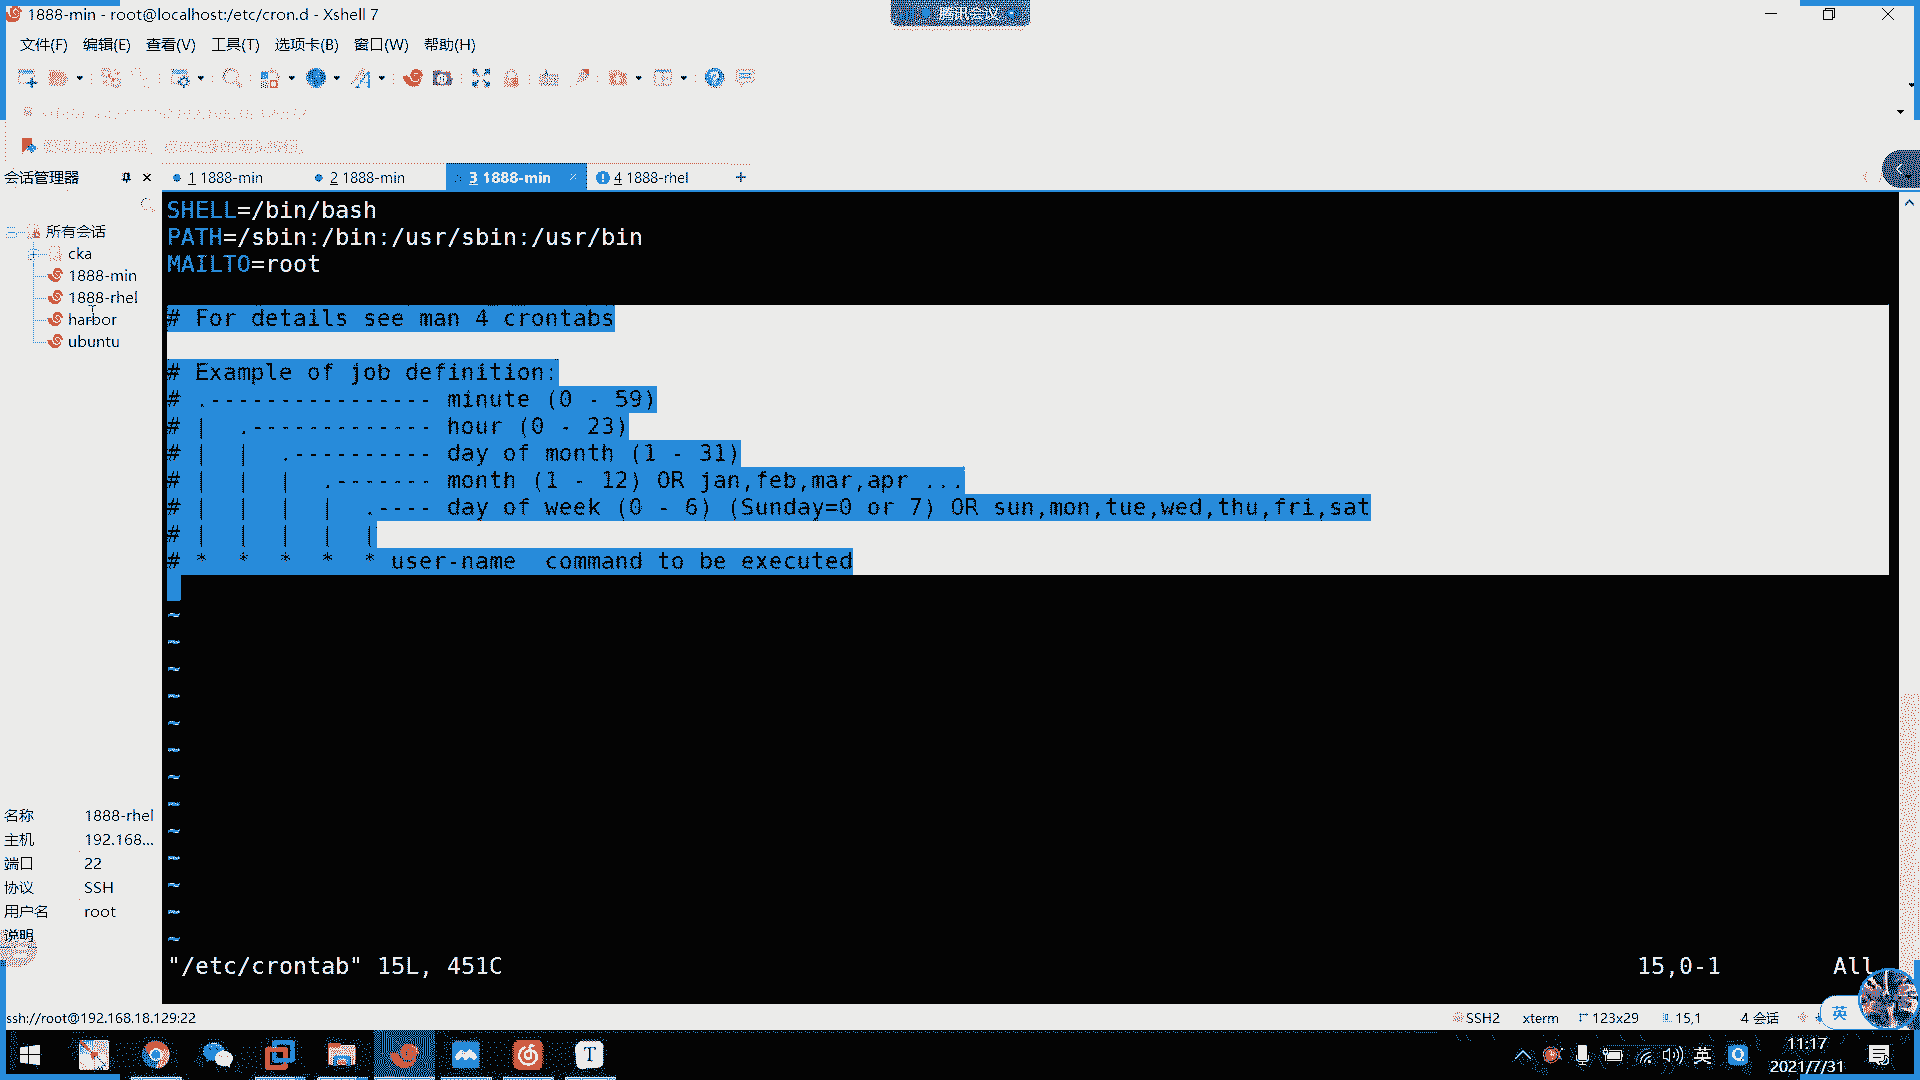 1888-min - root@localhost:/etc/cron.d - Xshell 7
腾讯会议
文件(F) 编辑(E) 查看(V) 工具(T) 选项卡(B) 窗口(W) 帮助(H)
会话管理器
1 1888-min
2 1888-min
3 1888-min
4 1888-rhel
所有会话
cka
1888-min
1888-rhel
harbor
ubuntu
SHELL=/bin/bash
PATH=/sbin:/bin:/usr/sbin:/usr/bin
MAILTO=root
# For details see man 4 crontabs
# Example of job definition:
# .---------------- minute (0 - 59)
# |  .------------- hour (0 - 23)
# |  |  .---------- day of month (1 - 31)
# |  |  |  .------- month (1 - 12) OR jan,feb,mar,apr ...
# |  |  |  |  .---- day of week (0 - 6) (Sunday=0 or 7) OR sun,mon,tue,wed,thu,fri,sat
# |  |  |  |  |
# *  *  *  *  * user-name  command to be executed
~
~
~
~
~
~
~
~
~
~
~
~
~
"/etc/crontab" 15L, 451C 15,0-1 All
名称 1888-rhel
主机 192.168...
端口 22
协议 SSH
用户名 root
说明
ssh://root@192.168.18.129:22
SSH2 xterm 123x29 15,1 4 会话
英
英
11:17
2021/7/31